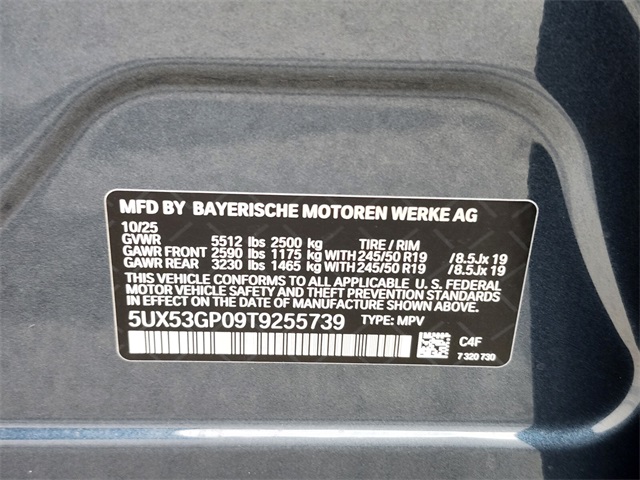 MFD BY BAYERISCHE MOTOREN WERKE AG
10/25
GVWR 5512 lbs 2500 kg TIRE / RIM
GAWR FRONT 2590 lbs 1175 kg WITH 245/50 R19 /8.5Jx 19
GAWR REAR 3230 lbs 1465 kg WITH 245/50 R19 /8.5Jx 19
THIS VEHICLE CONFORMS TO ALL APPLICABLE U. S. FEDERAL
MOTOR VEHICLE SAFETY AND THEFT PREVENTION STANDARDS
IN EFFECT ON THE DATE OF MANUFACTURE SHOWN ABOVE.
5UX53GP09T9255739 TYPE: MPV
C4F
7 320 730